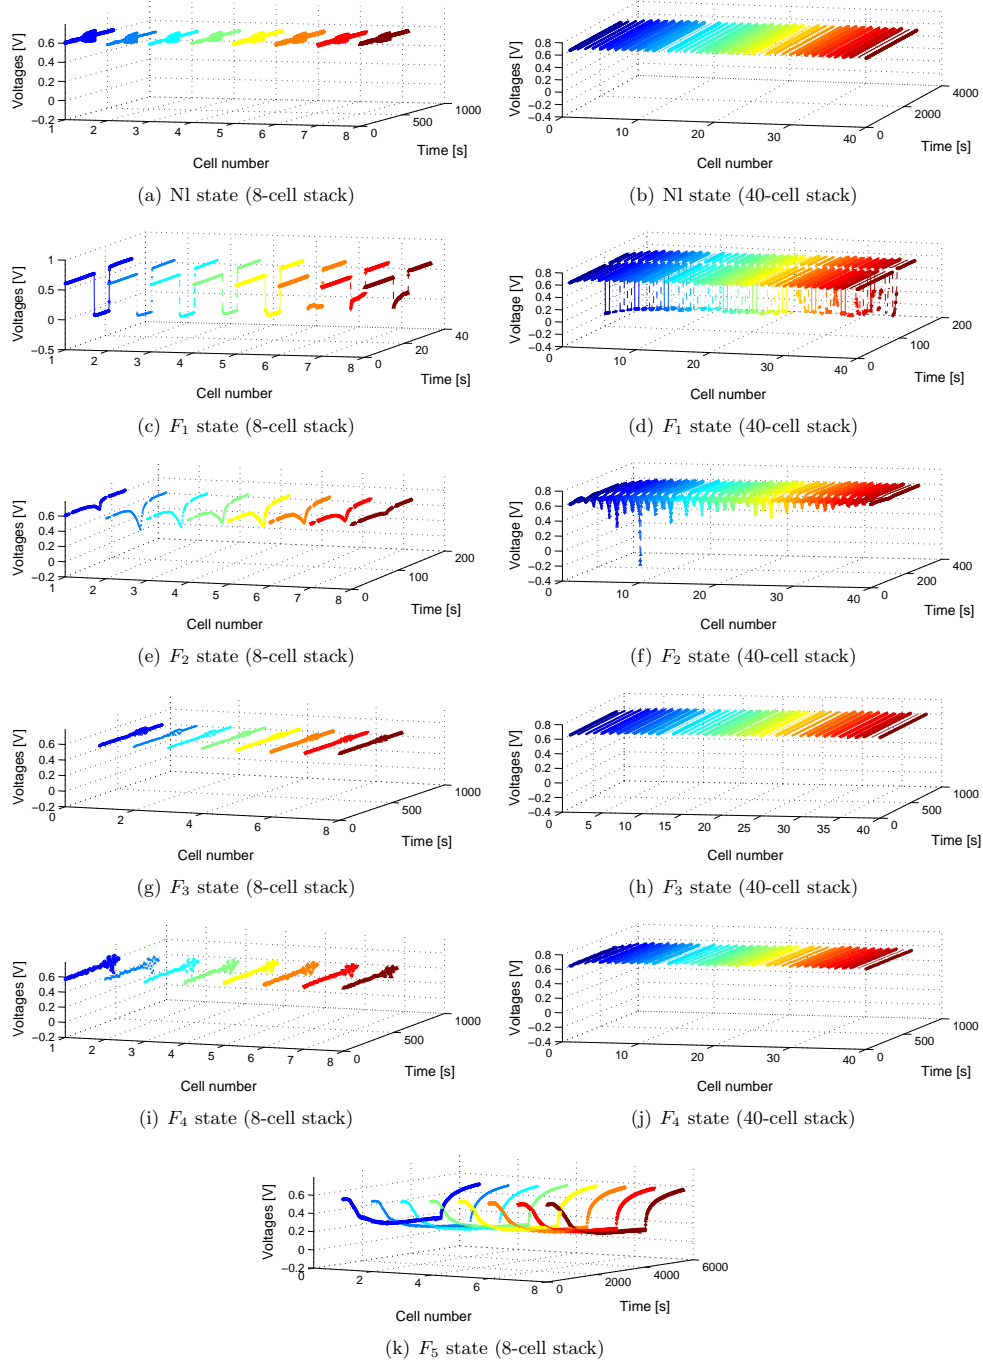 Voltages [V]
0.6
0.4
0.2
0
−0.2
1 2 3 4 5 6 7 8
0 500 1000
Cell number
Time [s]
(a) Nl state (8-cell stack)
Voltages [V]
0.8
0.6
0.4
0.2
0
−0.2
−0.4
10 20 30 40
0 2000 4000
Cell number
Time [s]
(b) Nl state (40-cell stack)
Voltages [V]
1
0.5
0
−0.5
1 2 3 4 5 6 7 8
0 20 40
Cell number
Time [s]
(c) F1 state (8-cell stack)
Voltage [V]
0.8
0.6
0.4
0.2
0
−0.2
−0.4
10 20 30 40
0 100 200
Cell number
Time [s]
(d) F1 state (40-cell stack)
Voltages [V]
0.6
0.4
0.2
0
−0.2
1 2 3 4 5 6 7 8
0 100 200
Cell number
Time [s]
(e) F2 state (8-cell stack)
Voltage [V]
0.8
0.6
0.4
0.2
0
−0.2
−0.4
10 20 30 40
0 200 400
Cell number
Time [s]
(f) F2 state (40-cell stack)
Voltages [V]
0.6
0.4
0.2
0
−0.2
0 2 4 6 8
0 500 1000
Cell number
Time [s]
(g) F3 state (8-cell stack)
Voltages [V]
0.8
0.6
0.4
0.2
0
−0.2
−0.4
0 5 10 15 20 25 30 35 40
0 500 1000
Cell number
Time [s]
(h) F3 state (40-cell stack)
Voltages [V]
0.6
0.4
0.2
0
−0.2
1 2 3 4 5 6 7 8
0 500 1000
Cell number
Time [s]
(i) F4 state (8-cell stack)
Voltages [V]
0.8
0.6
0.4
0.2
0
−0.2
−0.4
10 20 30 40
0 500 1000
Cell number
Time [s]
(j) F4 state (40-cell stack)
Voltages [V]
0.6
0.4
0.2
0
−0.2
0 2 4 6 8
0 2000 4000 6000
Cell number
Time [s]
(k) F5 state (8-cell stack)